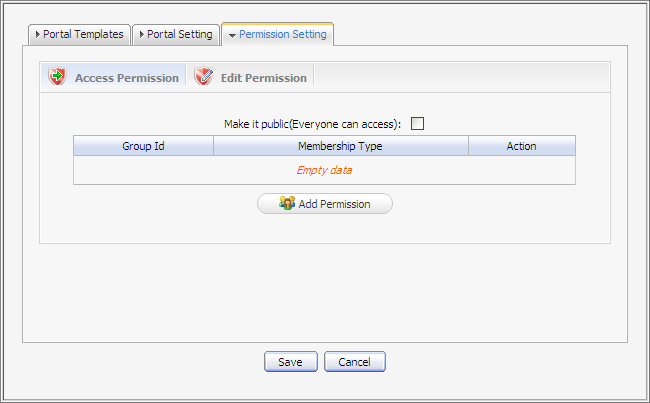 Portal Templates Portal Setting Permission Setting
Access Permission Edit Permission
Make it public(Everyone can access):
Group Id Membership Type Action
Empty data
Add Permission
Save Cancel